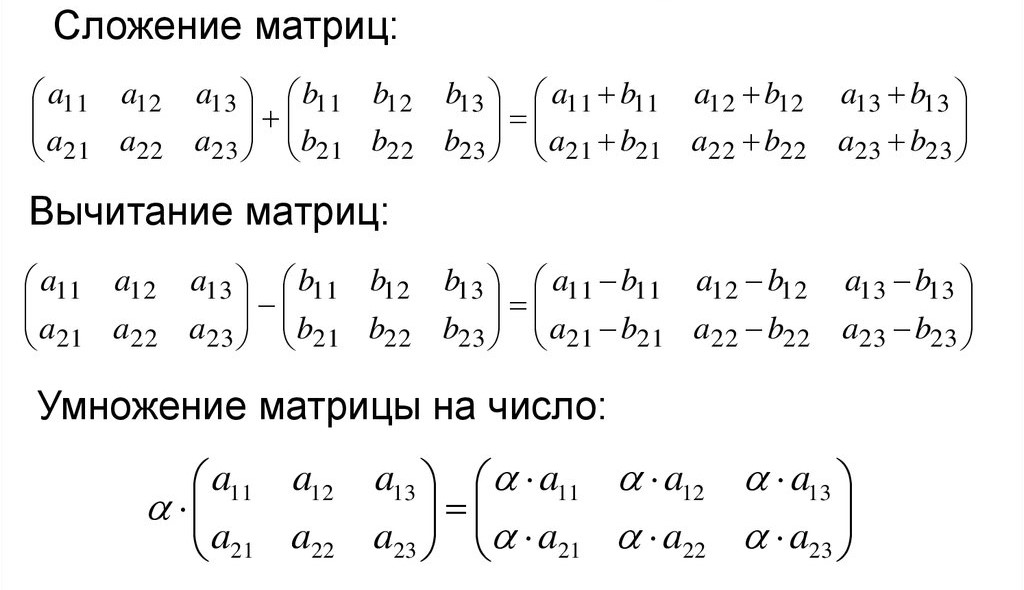 Сложение матриц:
$\begin{pmatrix} a_{11} & a_{12} & a_{13} \\ a_{21} & a_{22} & a_{23} \end{pmatrix} + \begin{pmatrix} b_{11} & b_{12} & b_{13} \\ b_{21} & b_{22} & b_{23} \end{pmatrix} = \begin{pmatrix} a_{11}+b_{11} & a_{12}+b_{12} & a_{13}+b_{13} \\ a_{21}+b_{21} & a_{22}+b_{22} & a_{23}+b_{23} \end{pmatrix}$
Вычитание матриц:
$\begin{pmatrix} a_{11} & a_{12} & a_{13} \\ a_{21} & a_{22} & a_{23} \end{pmatrix} - \begin{pmatrix} b_{11} & b_{12} & b_{13} \\ b_{21} & b_{22} & b_{23} \end{pmatrix} = \begin{pmatrix} a_{11}-b_{11} & a_{12}-b_{12} & a_{13}-b_{13} \\ a_{21}-b_{21} & a_{22}-b_{22} & a_{23}-b_{23} \end{pmatrix}$
Умножение матрицы на число:
$\alpha \cdot \begin{pmatrix} a_{11} & a_{12} & a_{13} \\ a_{21} & a_{22} & a_{23} \end{pmatrix} = \begin{pmatrix} \alpha \cdot a_{11} & \alpha \cdot a_{12} & \alpha \cdot a_{13} \\ \alpha \cdot a_{21} & \alpha \cdot a_{22} & \alpha \cdot a_{23} \end{pmatrix}$